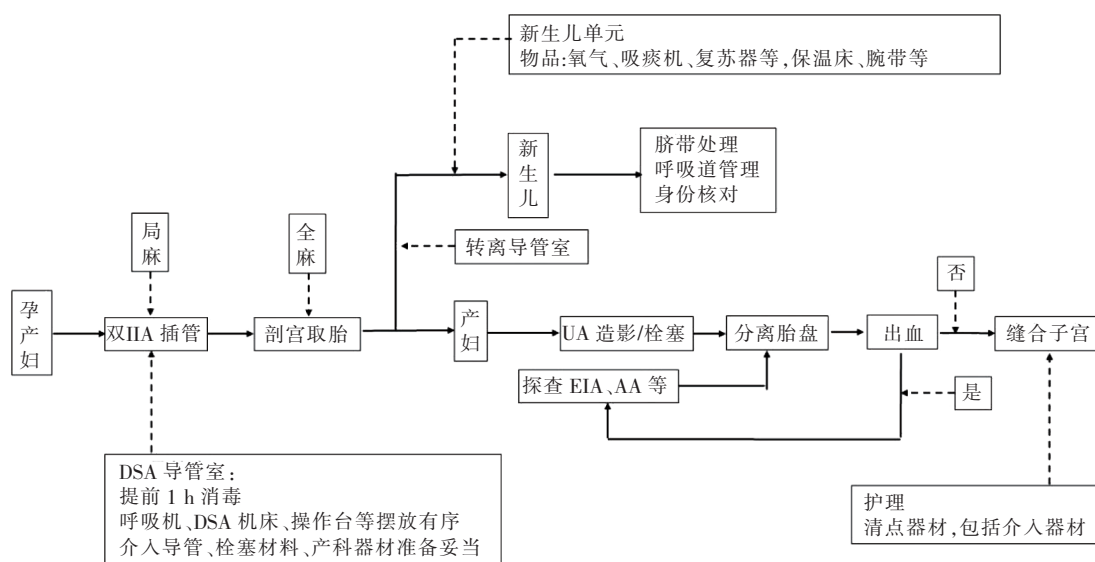 新生儿单元
物品:氧气、吸痰机、复苏器等,保温床、腕带等
新生儿
脐带处理
呼吸道管理
身份核对
局麻
全麻
转离导管室
否
孕产妇
双IIA 插管
剖宫取胎
产妇
UA 造影/栓塞
分离胎盘
出血
缝合子宫
探查 EIA、AA 等
是
DSA 导管室:
提前 1 h 消毒
呼吸机、DSA 机床、操作台等摆放有序
介入导管、栓塞材料、产科器材准备妥当
护理
清点器材,包括介入器材